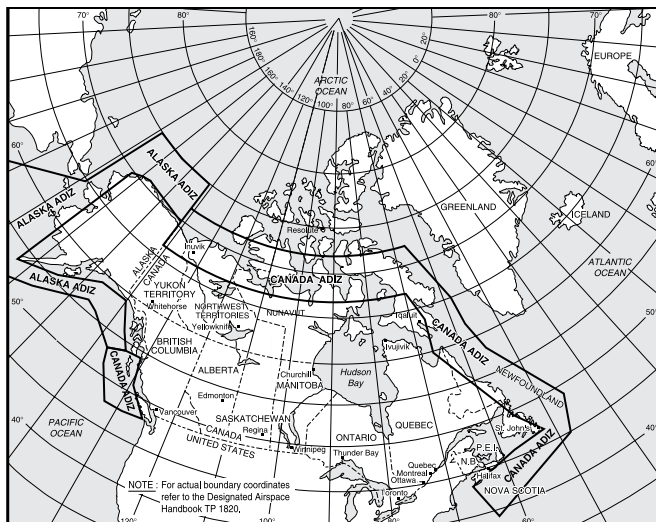 70°
80°
80°
70°
60°
50°
40°
160°
160°
160°
140°
120°
100°
80°
60°
40°
20°
0°
20°
ARCTIC
OCEAN
EUROPE
60°
ALASKA ADIZ
ALASKA ADIZ
GREENLAND
ICELAND
Resolute
Inuvik
ATLANTIC
OCEAN
ALASKA
CANADA
CANADA ADIZ
ALASKA ADIZ
YUKON
TERRITORY
Whitehorse
NORTHWEST
TERRITORIES
NUNAVUT
Iqaluit
50°
Yellowknife
CANADA ADIZ
BRITISH
COLUMBIA
Ivujivik
CANADA ADIZ
ALBERTA
Churchill
MANITOBA
Hudson
Bay
NEWFOUNDLAND
Edmonton
40°
PACIFIC
OCEAN
Vancouver
SASKATCHEWAN
Regina
CANADA
UNITED STATES
Winnipeg
ONTARIO
QUEBEC
St. John's
CANADA ADIZ
Thunder Bay
P.E.I.
N.B.
Quebec
Montreal
Ottawa
Halifax
NOVA SCOTIA
Toronto
NOTE : For actual boundary coordinates
refer to the Designated Airspace
Handbook TP 1820.
120°
100°
80°
60°